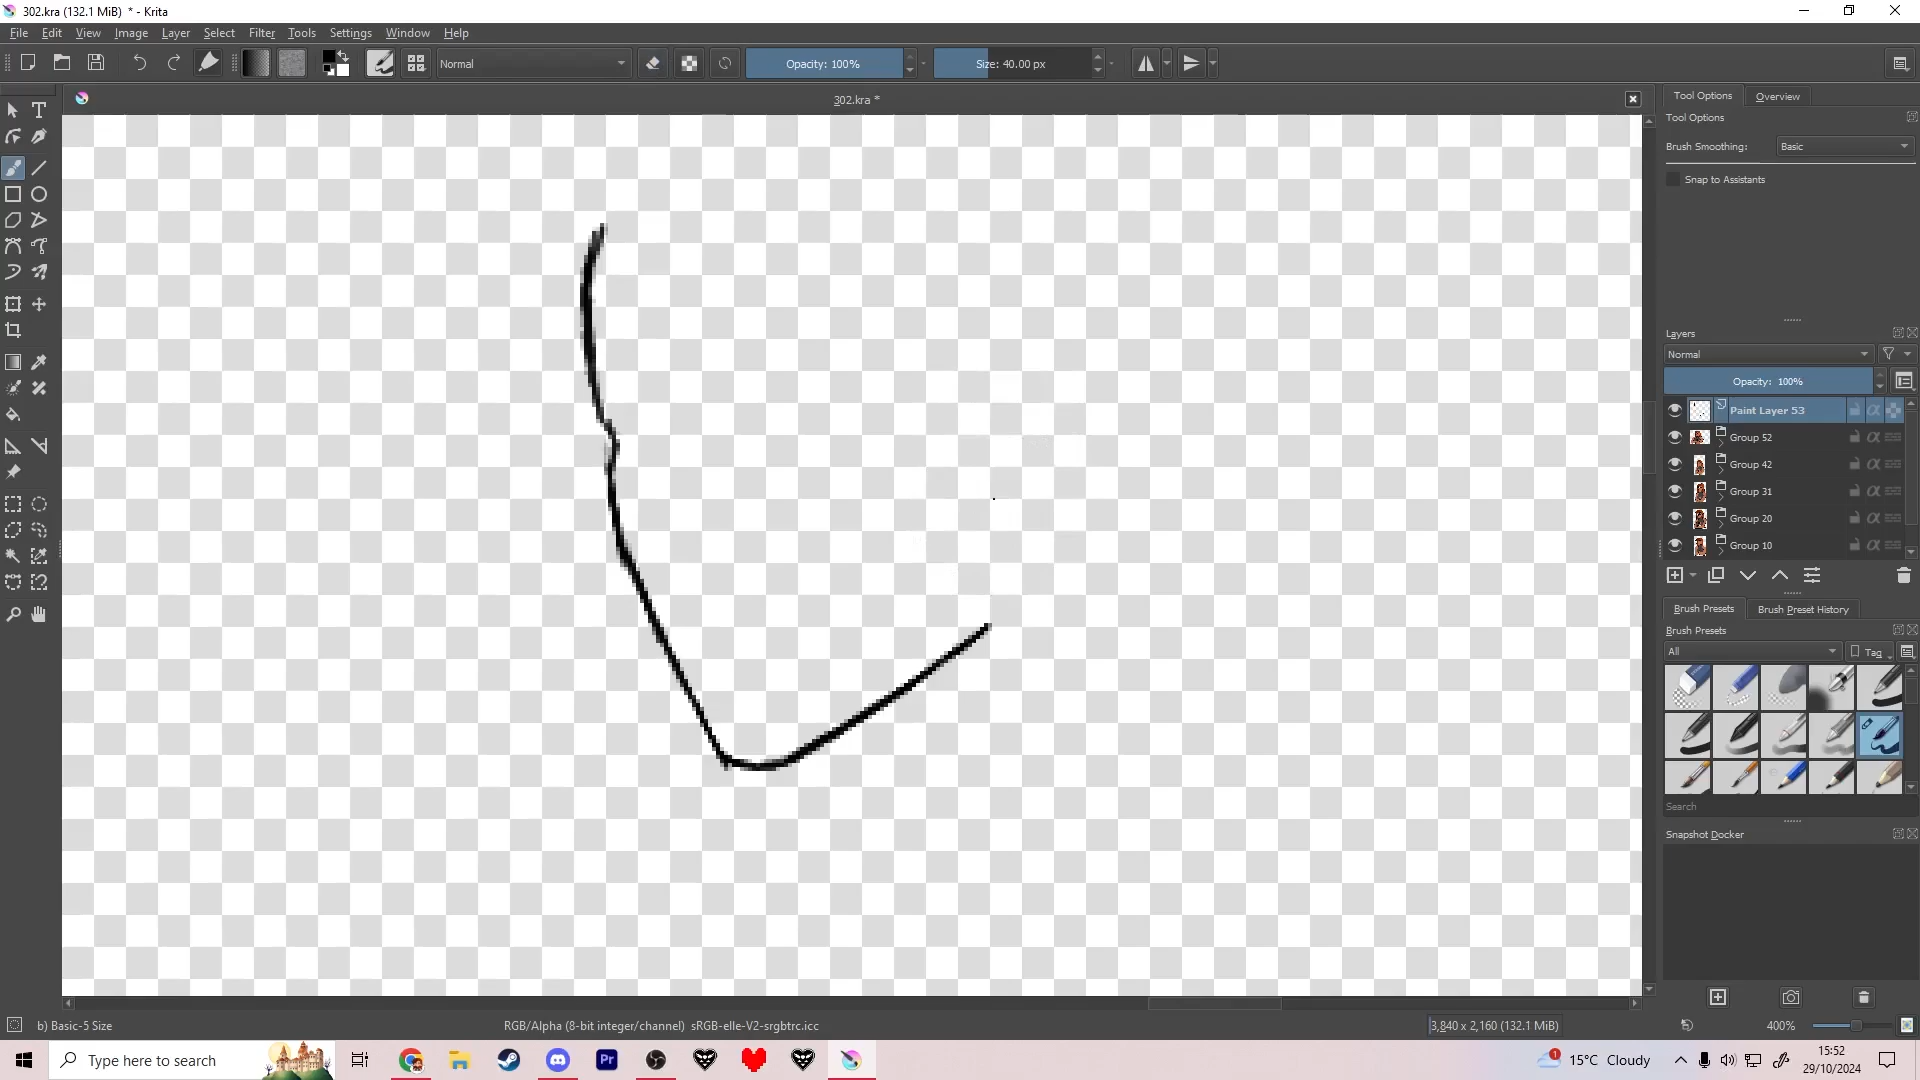 302.kra (132.1 MiB)  * - Krita
File Edit View Image Layer Select Filter Tools Settings Window Help
Normal Opacity: 100% Size: 40.00 px
302.kra *
Tool Options Overview
Tool Options
Brush Smoothing: Basic
Snap to Assistants
Layers
Normal
Opacity: 100%
Paint Layer 53
Group 52
Group 42
Group 31
Group 20
Group 10
Brush Presets Brush Preset History
Brush Presets
All Tag
Search
Snapshot Docker
b) Basic-5 Size RGB/Alpha (8-bit integer/channel)  sRGB-elle-V2-srgbtrc.icc 3,840 x 2,160 (132.1 MiB) 400%
Type here to search Pr 1 15°C Cloudy 15:52
29/10/2024